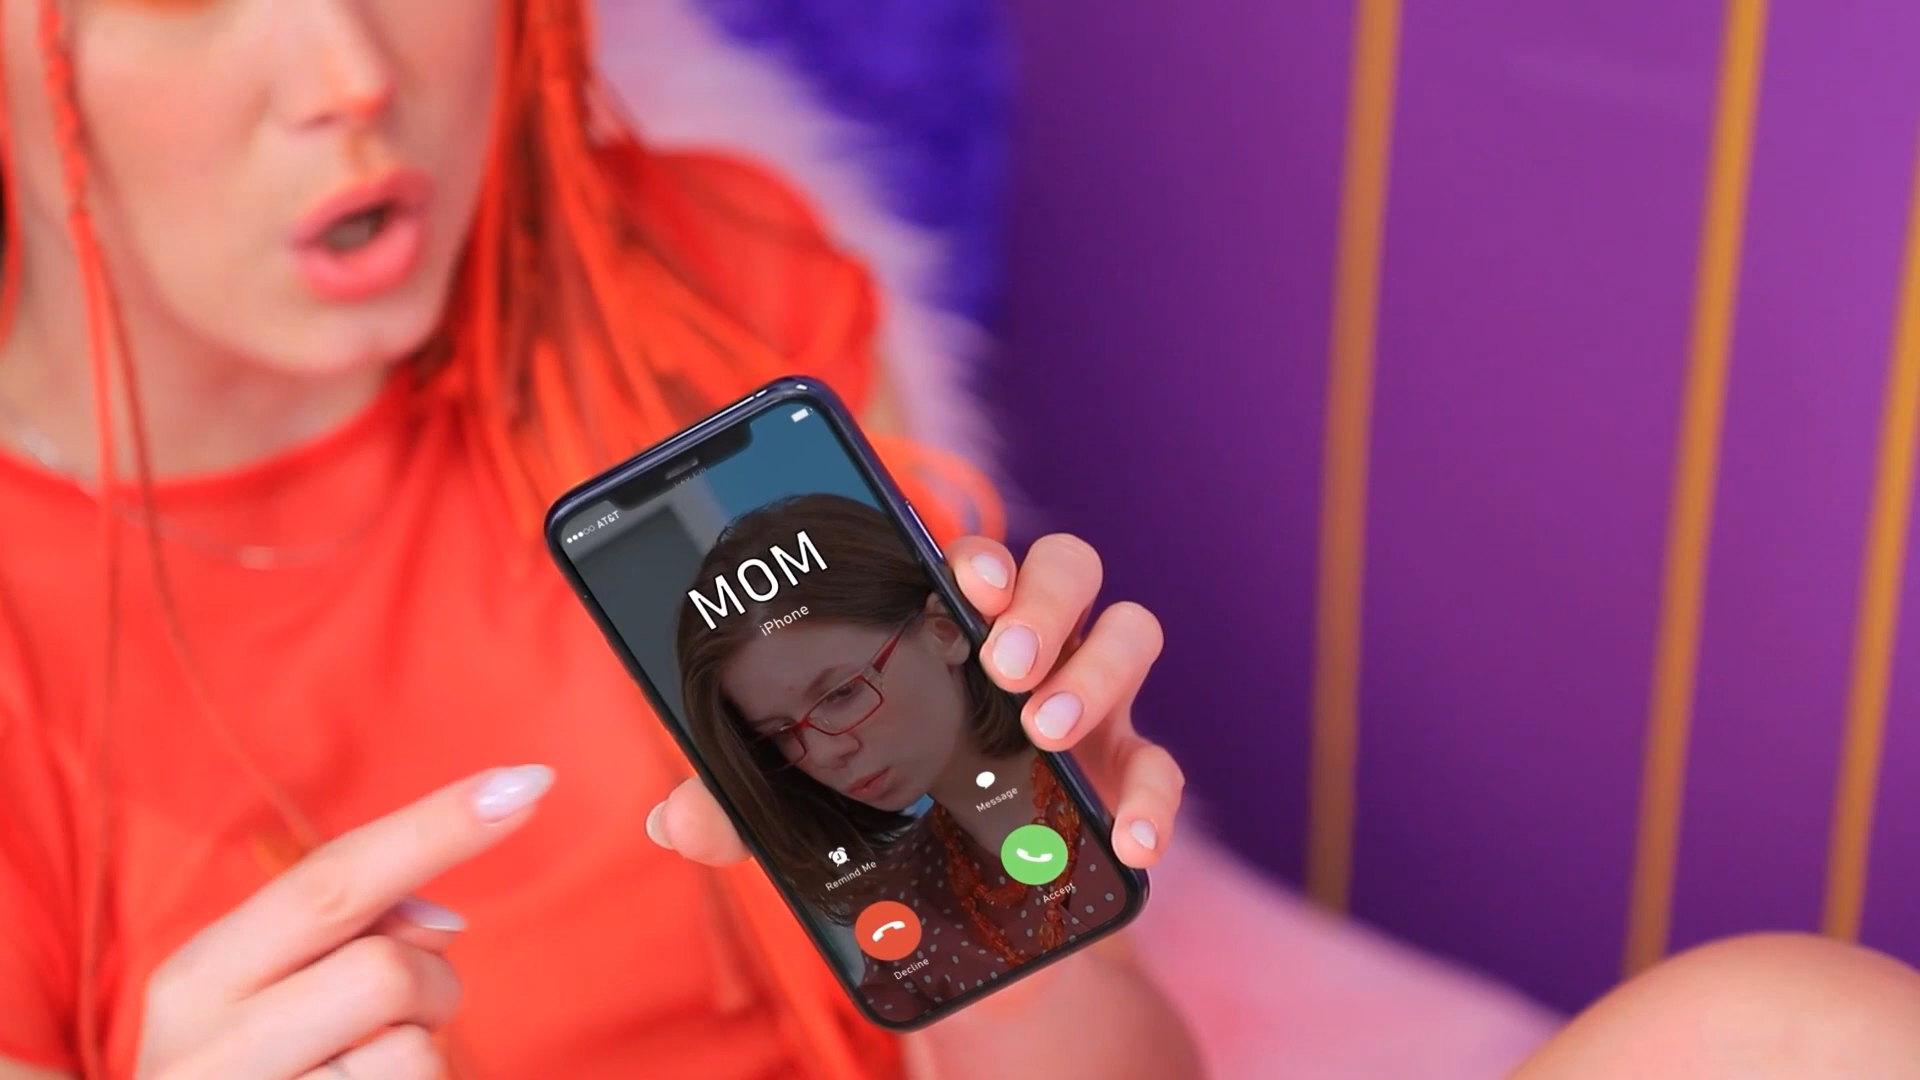 AT&T
MOM
iPhone
Message
Remind Me
Accept
Decline